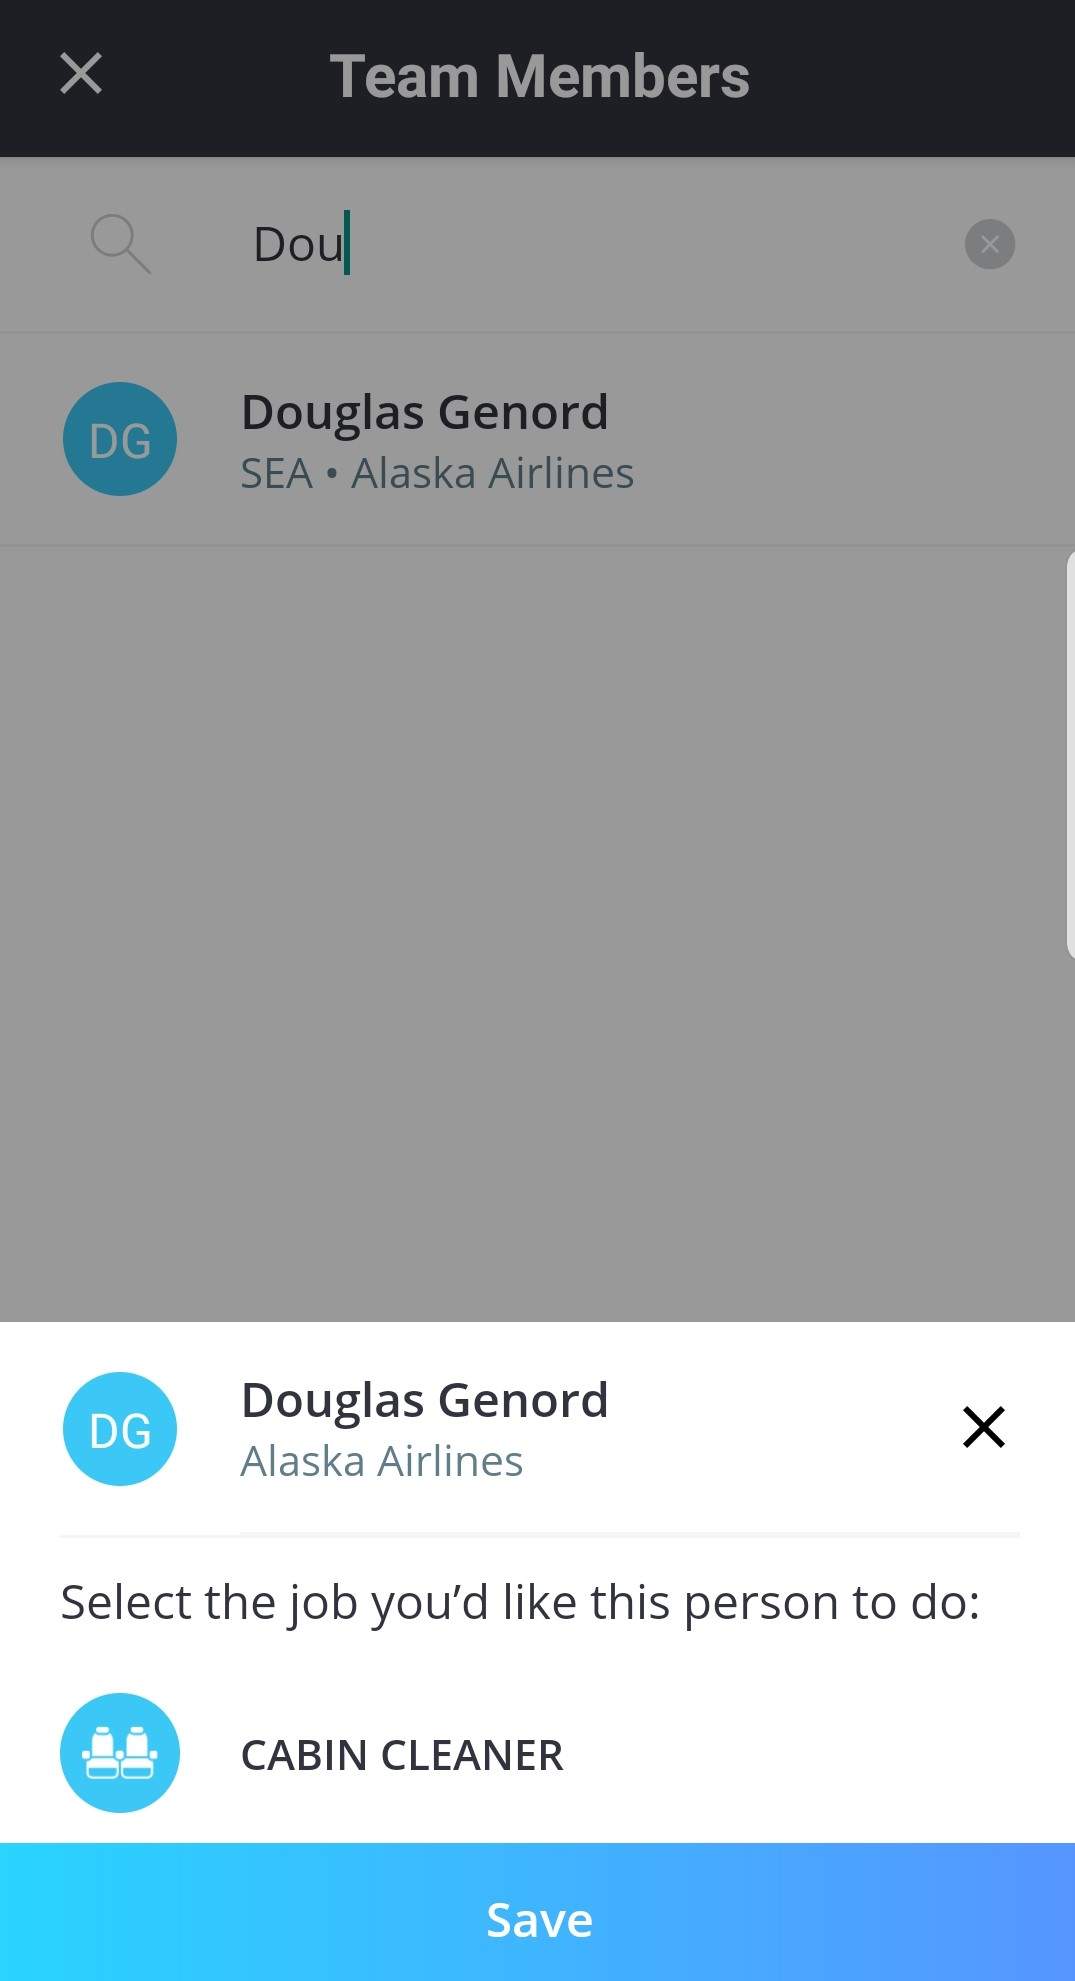 Team Members
Dou
DG
Douglas Genord
SEA • Alaska Airlines
DG
Douglas Genord
Alaska Airlines
Select the job you’d like this person to do:
CABIN CLEANER
Save